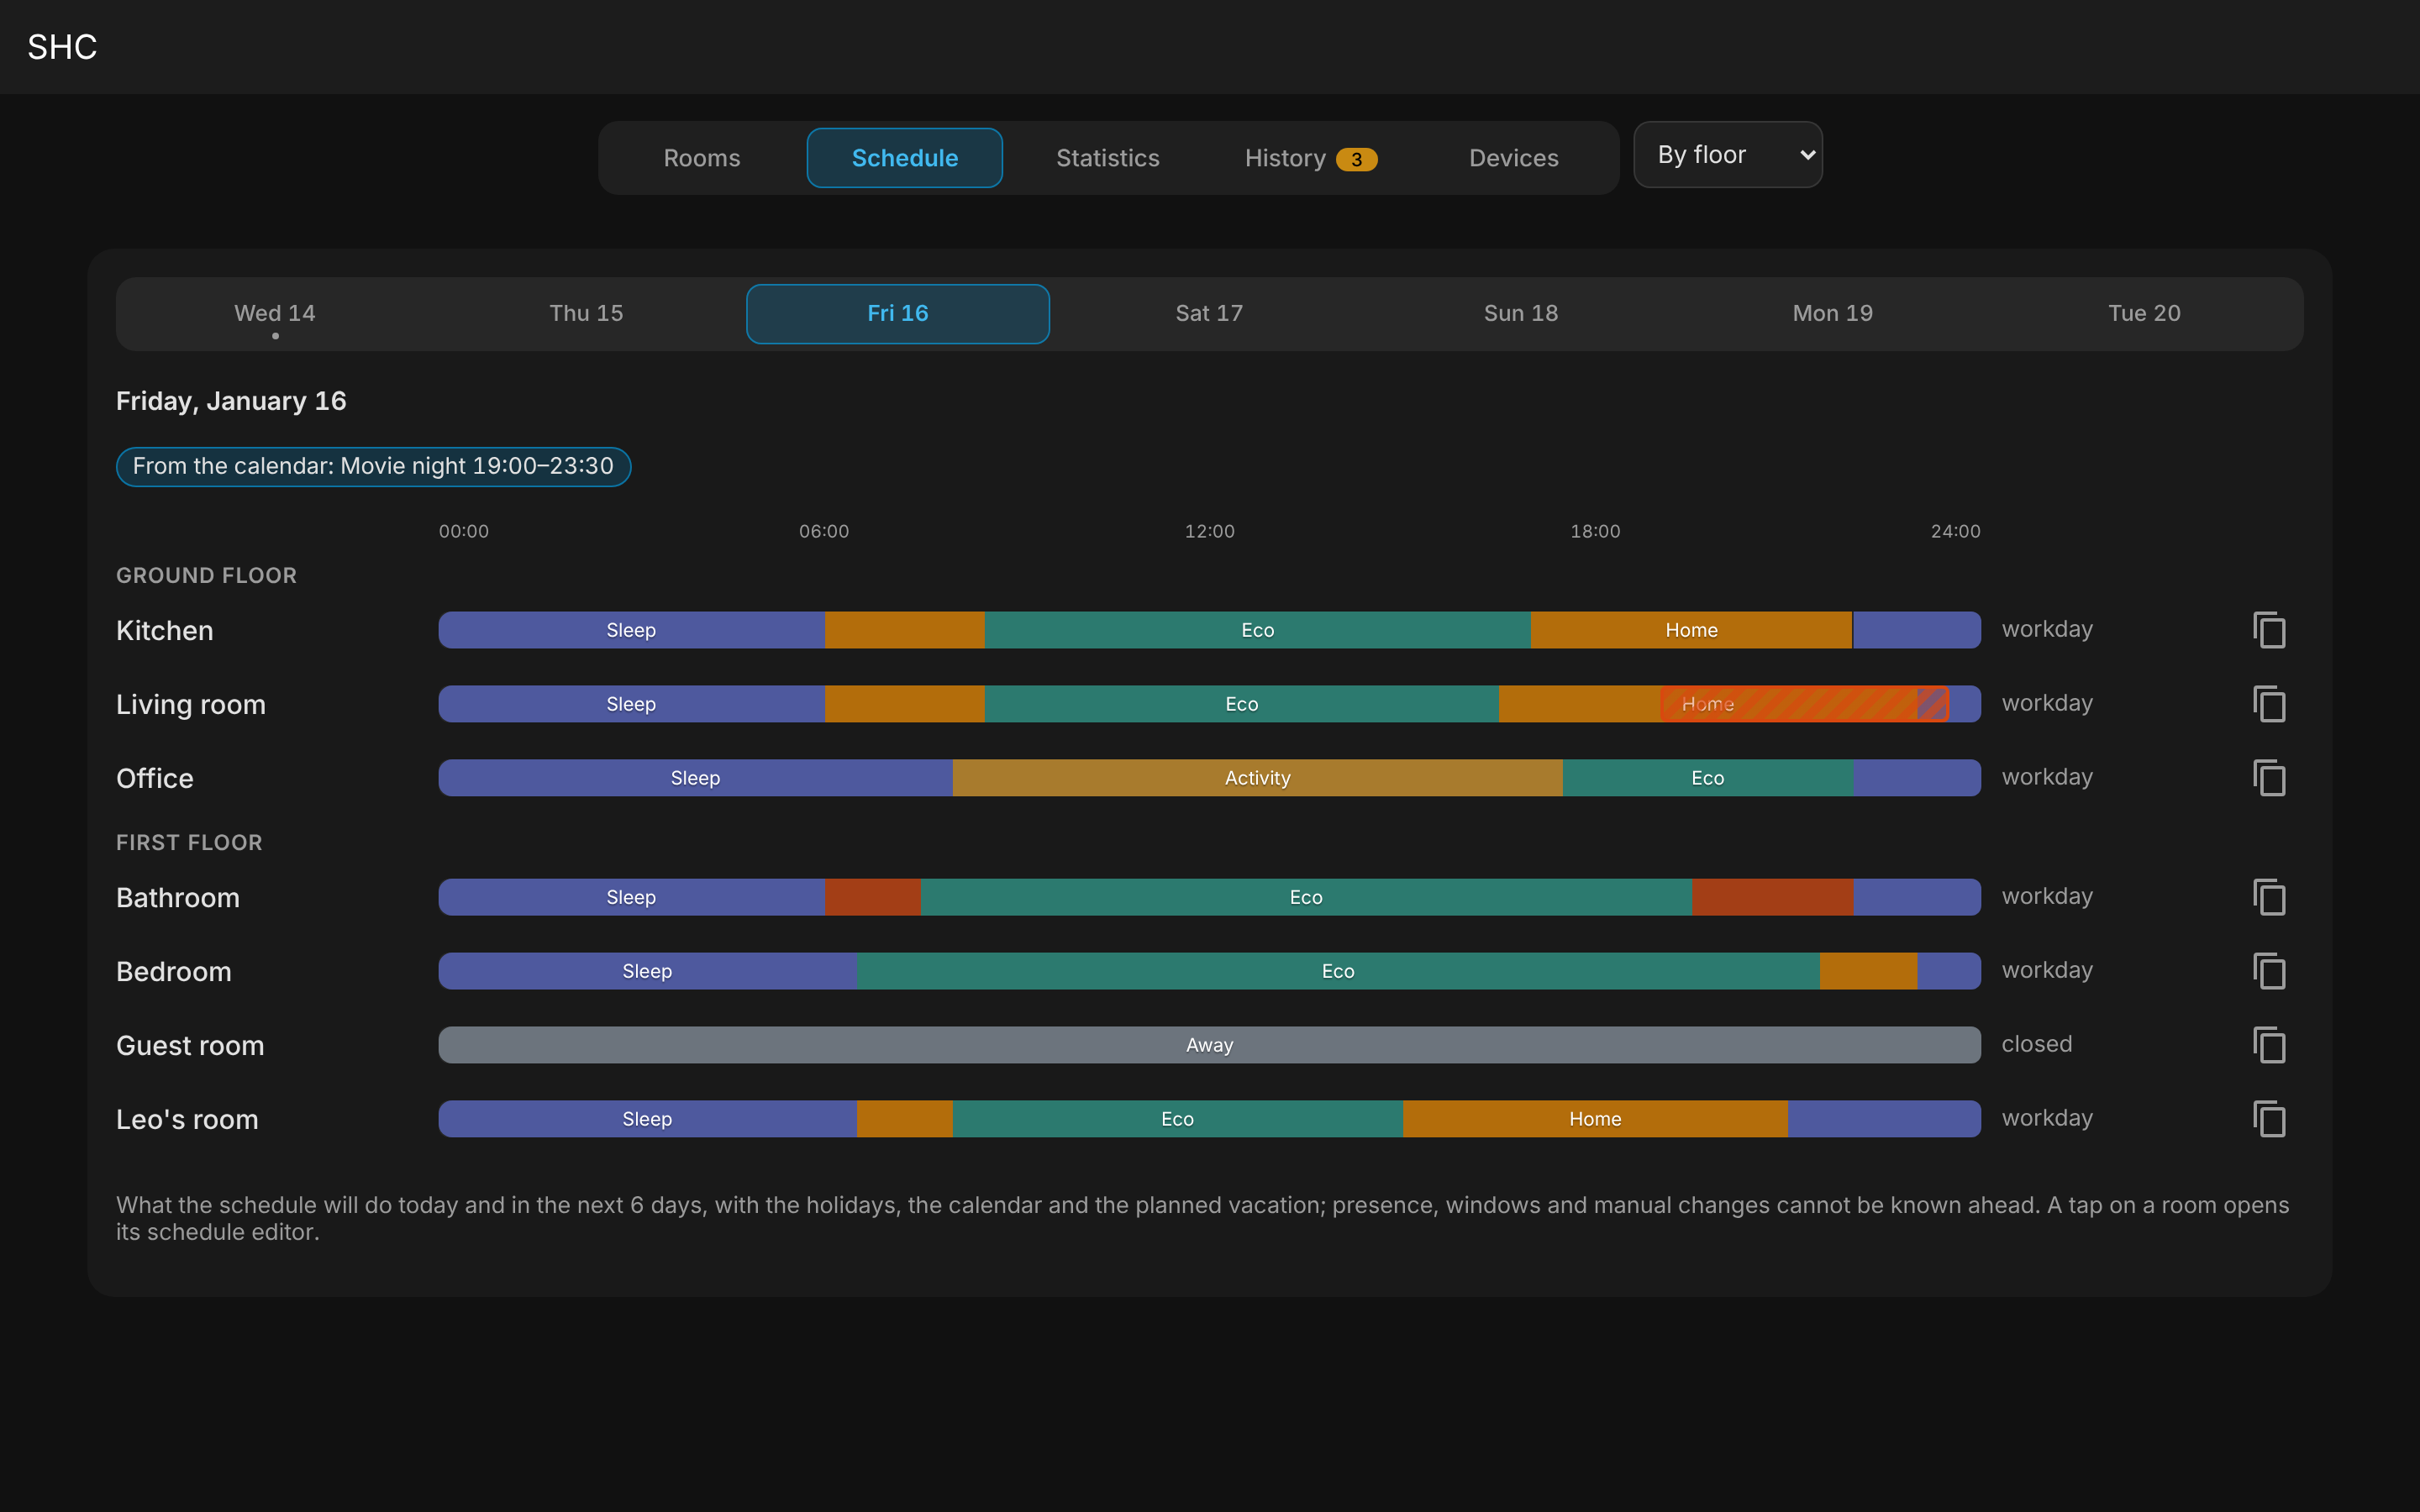 SHC
Rooms Schedule Statistics History 3 Devices By floor
Wed 14 Thu 15 Fri 16 Sat 17 Sun 18 Mon 19 Tue 20
Friday, January 16
From the calendar: Movie night 19:00–23:30
00:00 06:00 12:00 18:00 24:00
GROUND FLOOR
Kitchen Sleep Eco Home workday
Living room Sleep Eco Home workday
Office Sleep Activity Eco workday
FIRST FLOOR
Bathroom Sleep Eco workday
Bedroom Sleep Eco workday
Guest room Away closed
Leo's room Sleep Eco Home workday
What the schedule will do today and in the next 6 days, with the holidays, the calendar and the planned vacation; presence, windows and manual changes cannot be known ahead. A tap on a room opens
its schedule editor.